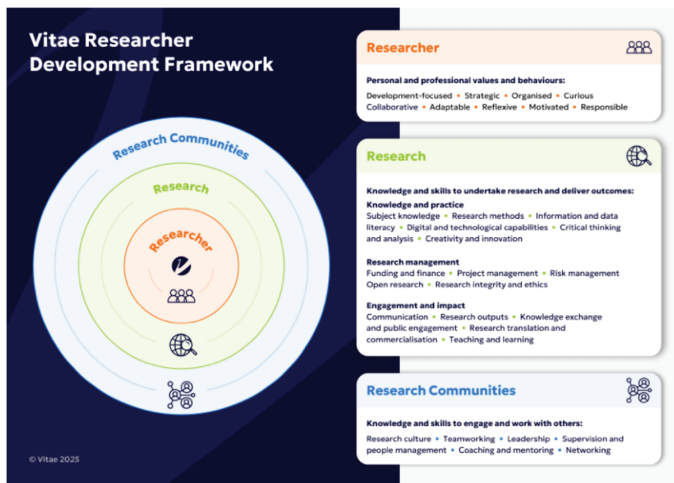 Vitae Researcher
Development Framework
Research Communities
Research
Researcher
© Vitae 2025
Researcher
Personal and professional values and behaviours:
Development-focused • Strategic • Organised • Curious
Collaborative • Adaptable • Reflexive • Motivated • Responsible
Research
Knowledge and skills to undertake research and deliver outcomes:
Knowledge and practice
Subject knowledge • Research methods • Information and data
literacy • Digital and technological capabilities • Critical thinking
and analysis • Creativity and innovation
Research management
Funding and finance • Project management • Risk management
Open research • Research integrity and ethics
Engagement and impact
Communication • Research outputs • Knowledge exchange
and public engagement • Research translation and
commercialisation • Teaching and learning
Research Communities
Knowledge and skills to engage and work with others:
Research culture • Teamworking • Leadership • Supervision and
people management • Coaching and mentoring • Networking